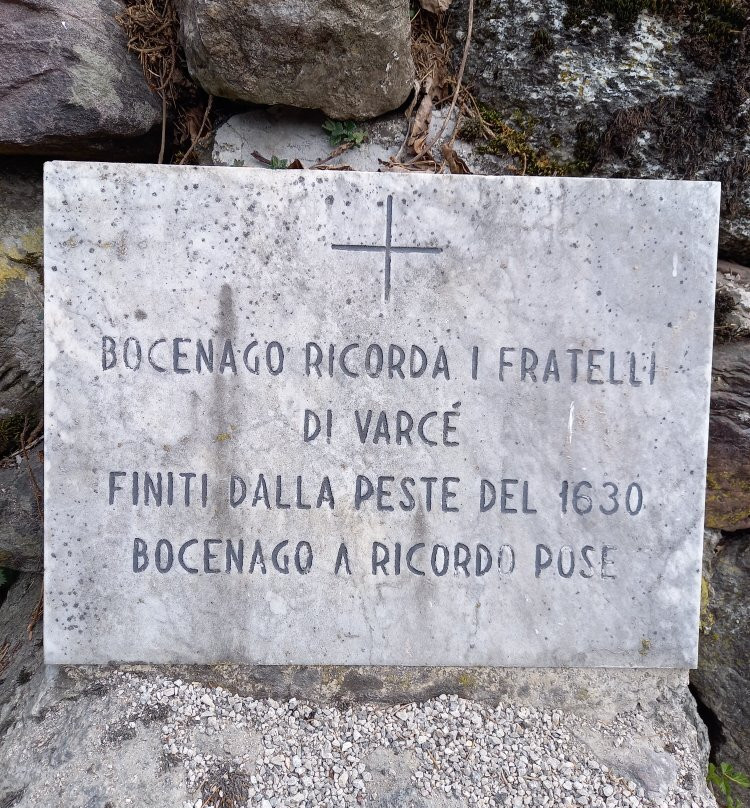 BOCENAGO RICORDA I FRATELLI
DI VARCÉ
FINITI DALLA PESTE DEL 1630
BOCENAGO A RICORDO POSE